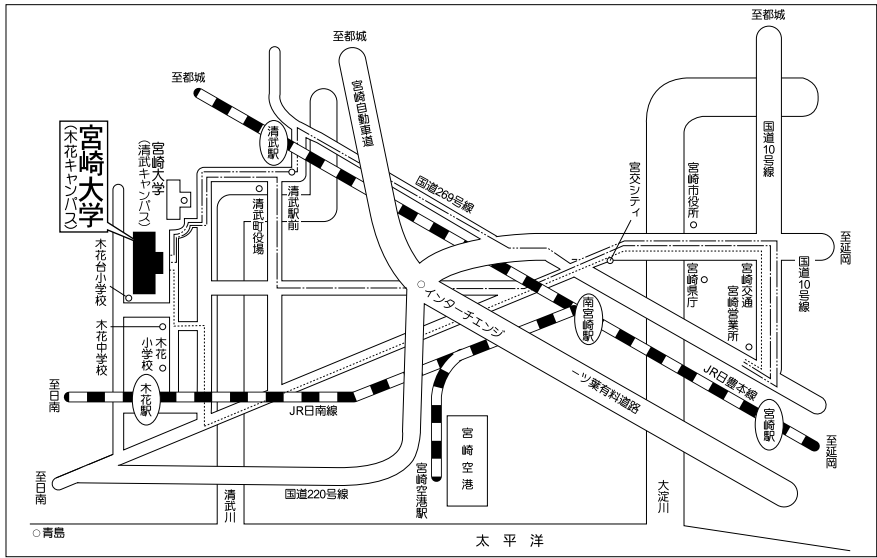 至都城
至都城
至都城
宮崎自動車道
清武駅
宮崎大学
(木花キャンパス)
宮崎大学
(清武キャンパス)
国道269号線
宮交シティ
宮崎市役所
国道10号線
清武町役場
清武駅前
木花台小学校
至延岡
国道10号線
宮崎県庁
宮崎交通
宮崎営業所
インターチエンジ
南宮崎駅
木花中学校
木花
小学校
至日南
木花駅
JR日南線
一ツ葉有料道路
JR日豊本線
宮崎駅
至延岡
宮崎空港
宮崎空港駅
至日南
国道220号線
清武川
大淀川
青島
太平洋